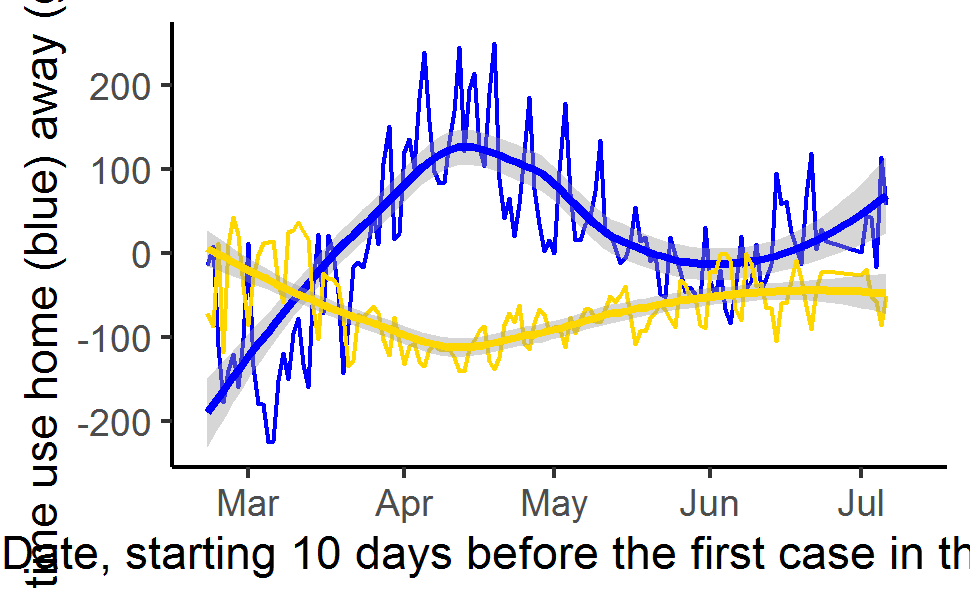 time use home (blue) away (
200
100
0
-100
-200
Mar Apr May Jun Jul
Date, starting 10 days before the first case in th